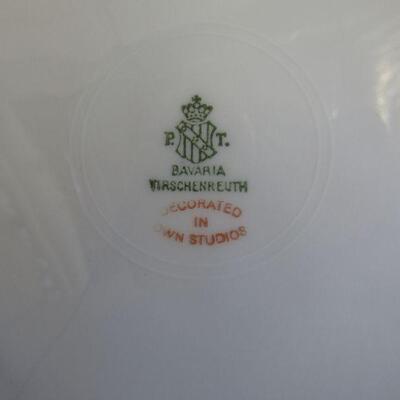 P. T.
BAVARIA
TIRSCHENREUTH
DECORATED
IN
OWN STUDIOS